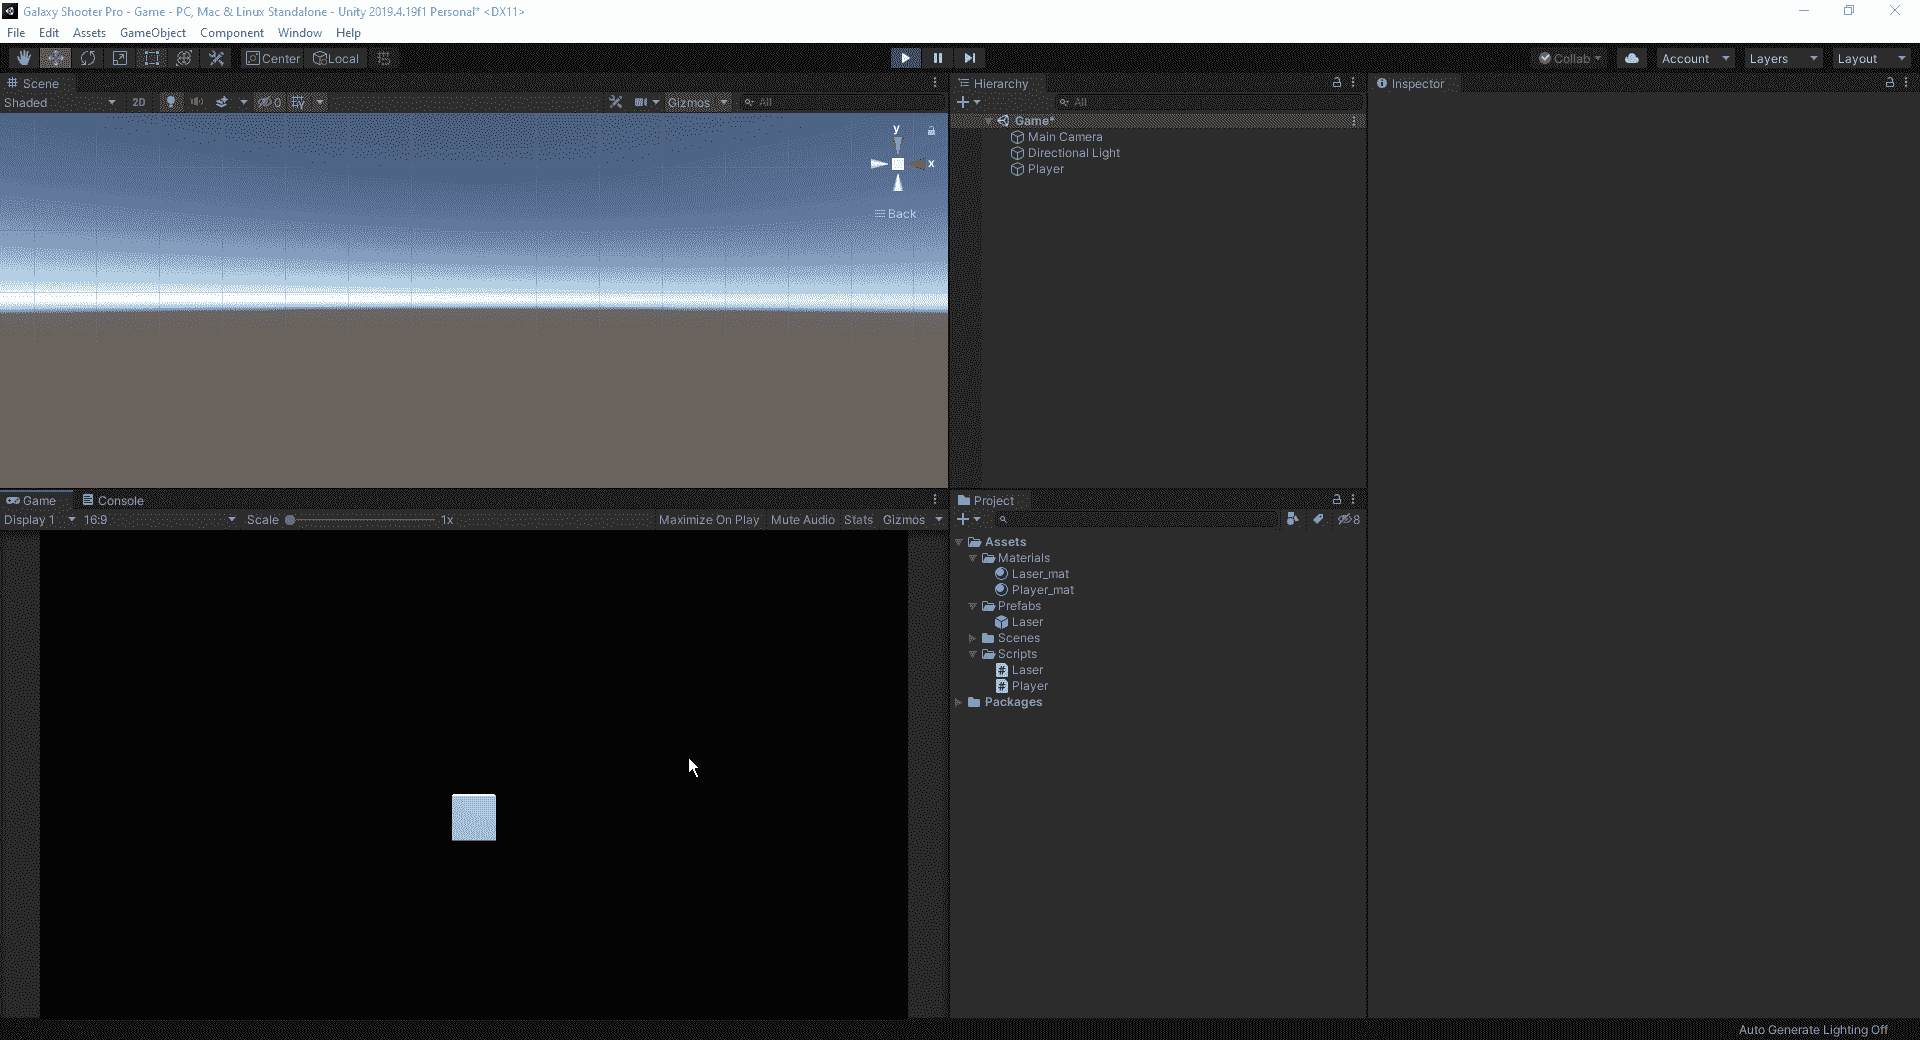 Galaxy Shooter Pro - Game - PC, Mac & Linux Standalone - Unity 2019.4.19f1 Personal* <DX11>
File Edit Assets GameObject Component Window Help
Center Local Collab Account Layers Layout
Scene
Shaded 2D 0 Gizmos All
y
x
Back
Hierarchy
All
Game*
Main Camera
Directional Light
Player
Inspector
Game Console
Display 1 16:9 Scale 1x Maximize On Play Mute Audio Stats Gizmos
Project
8
Assets
Materials
Laser_mat
Player_mat
Prefabs
Laser
Scenes
Scripts
Laser
Player
Packages
Auto Generate Lighting Off